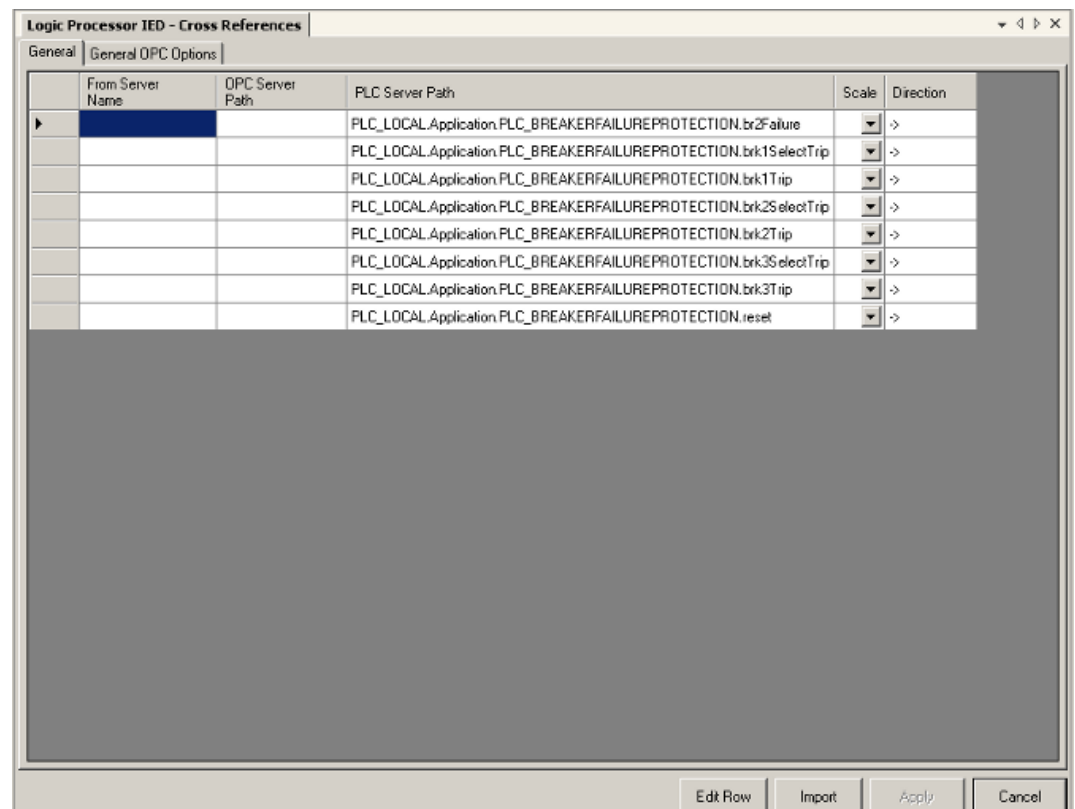 Logic Processor IED - Cross References
General General OPC Options
From Server Name OPC Server Path PLC Server Path Scale Direction
PLC_LOCAL.Application.PLC_BREAKERFAILUREPROTECTION.br2Failure ->
PLC_LOCAL.Application.PLC_BREAKERFAILUREPROTECTION.brk1SelectTrip ->
PLC_LOCAL.Application.PLC_BREAKERFAILUREPROTECTION.brk1Trip ->
PLC_LOCAL.Application.PLC_BREAKERFAILUREPROTECTION.brk2SelectTrip ->
PLC_LOCAL.Application.PLC_BREAKERFAILUREPROTECTION.brk2Trip ->
PLC_LOCAL.Application.PLC_BREAKERFAILUREPROTECTION.brk3SelectTrip ->
PLC_LOCAL.Application.PLC_BREAKERFAILUREPROTECTION.brk3Trip ->
PLC_LOCAL.Application.PLC_BREAKERFAILUREPROTECTION.reset ->
Edit Row Import Apply Cancel